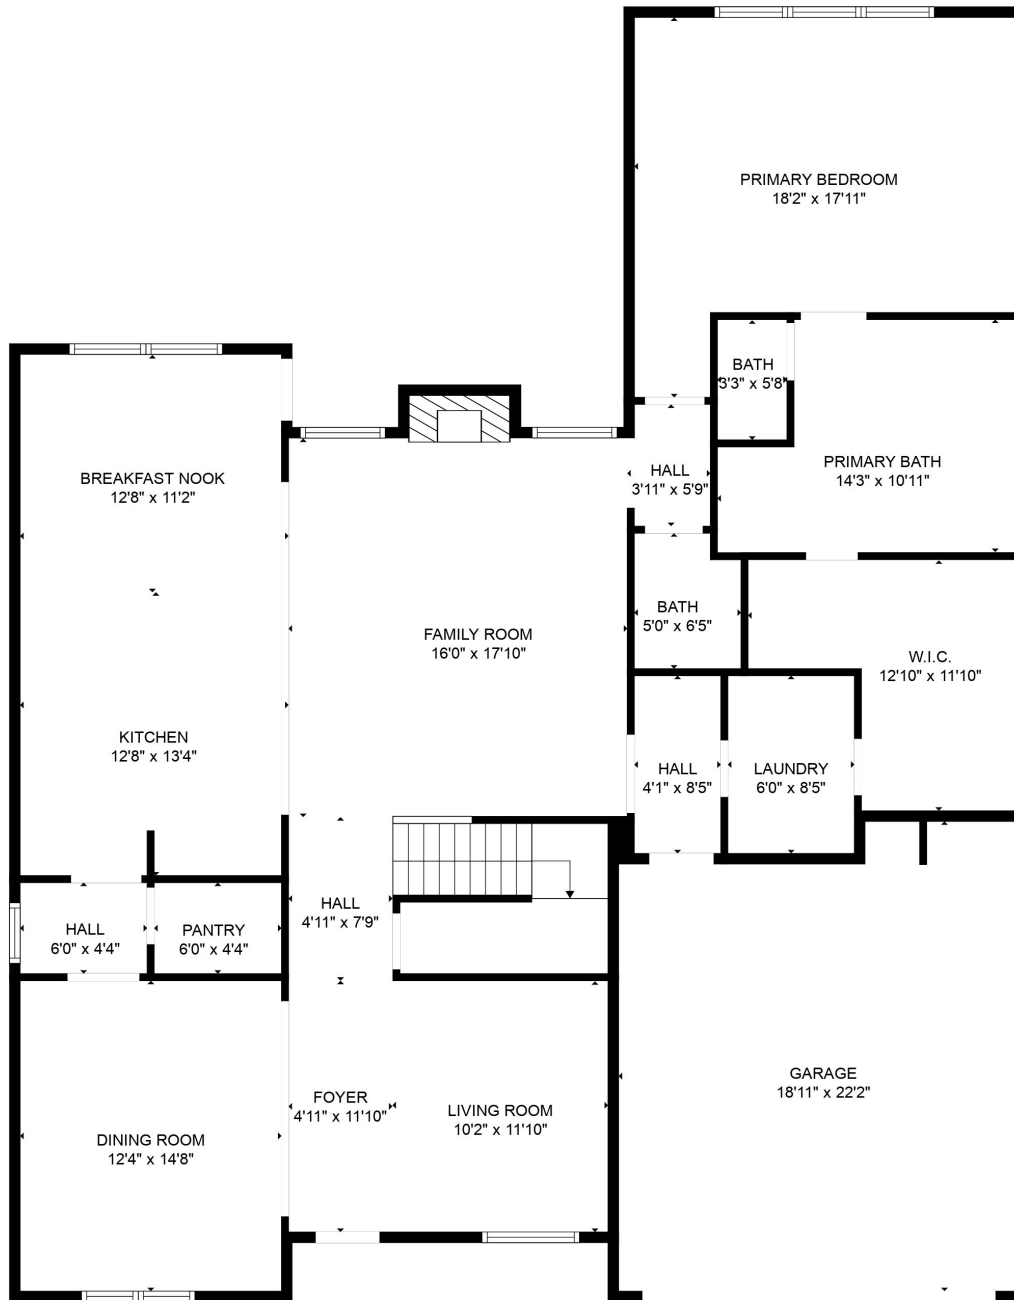 PRIMARY BEDROOM
18'2" x 17'11"
BATH
3'3" x 5'8"
PRIMARY BATH
14'3" x 10'11"
HALL
3'11" x 5'9"
BREAKFAST NOOK
12'8" x 11'2"
FAMILY ROOM
16'0" x 17'10"
BATH
5'0" x 6'5"
W.I.C.
12'10" x 11'10"
KITCHEN
12'8" x 13'4"
HALL
4'1" x 8'5"
LAUNDRY
6'0" x 8'5"
HALL
4'11" x 7'9"
HALL
6'0" x 4'4"
PANTRY
6'0" x 4'4"
GARAGE
18'11" x 22'2"
FOYER
4'11" x 11'10"
LIVING ROOM
10'2" x 11'10"
DINING ROOM
12'4" x 14'8"